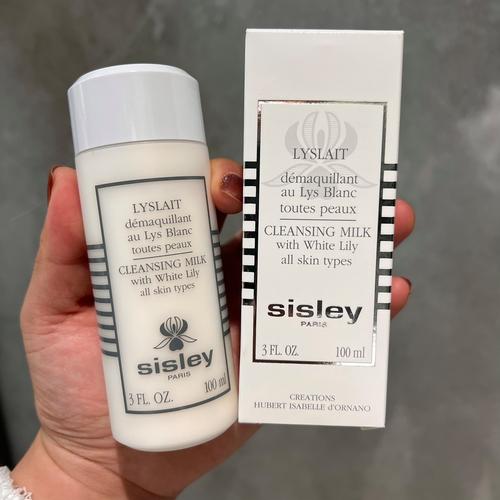 LYSLAIT
démaquillant
au Lys Blanc
toutes peaux
CLEANSING MILK
with White Lily
all skin types
sisley
PARIS
3 FL. OZ. 100 ml
LYSLAIT
démaquillant
au Lys Blanc
toutes peaux
CLEANSING MILK
with White Lily
all skin types
sisley
PARIS
3 FL. OZ. 100 ml
CREATIONS
HUBERT ISABELLE d'ORNANO